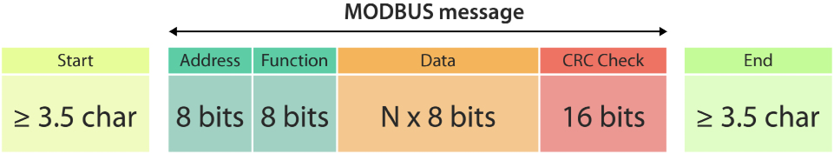 MODBUS message
Start Address Function Data CRC Check End
≥ 3.5 char 8 bits 8 bits N x 8 bits 16 bits ≥ 3.5 char